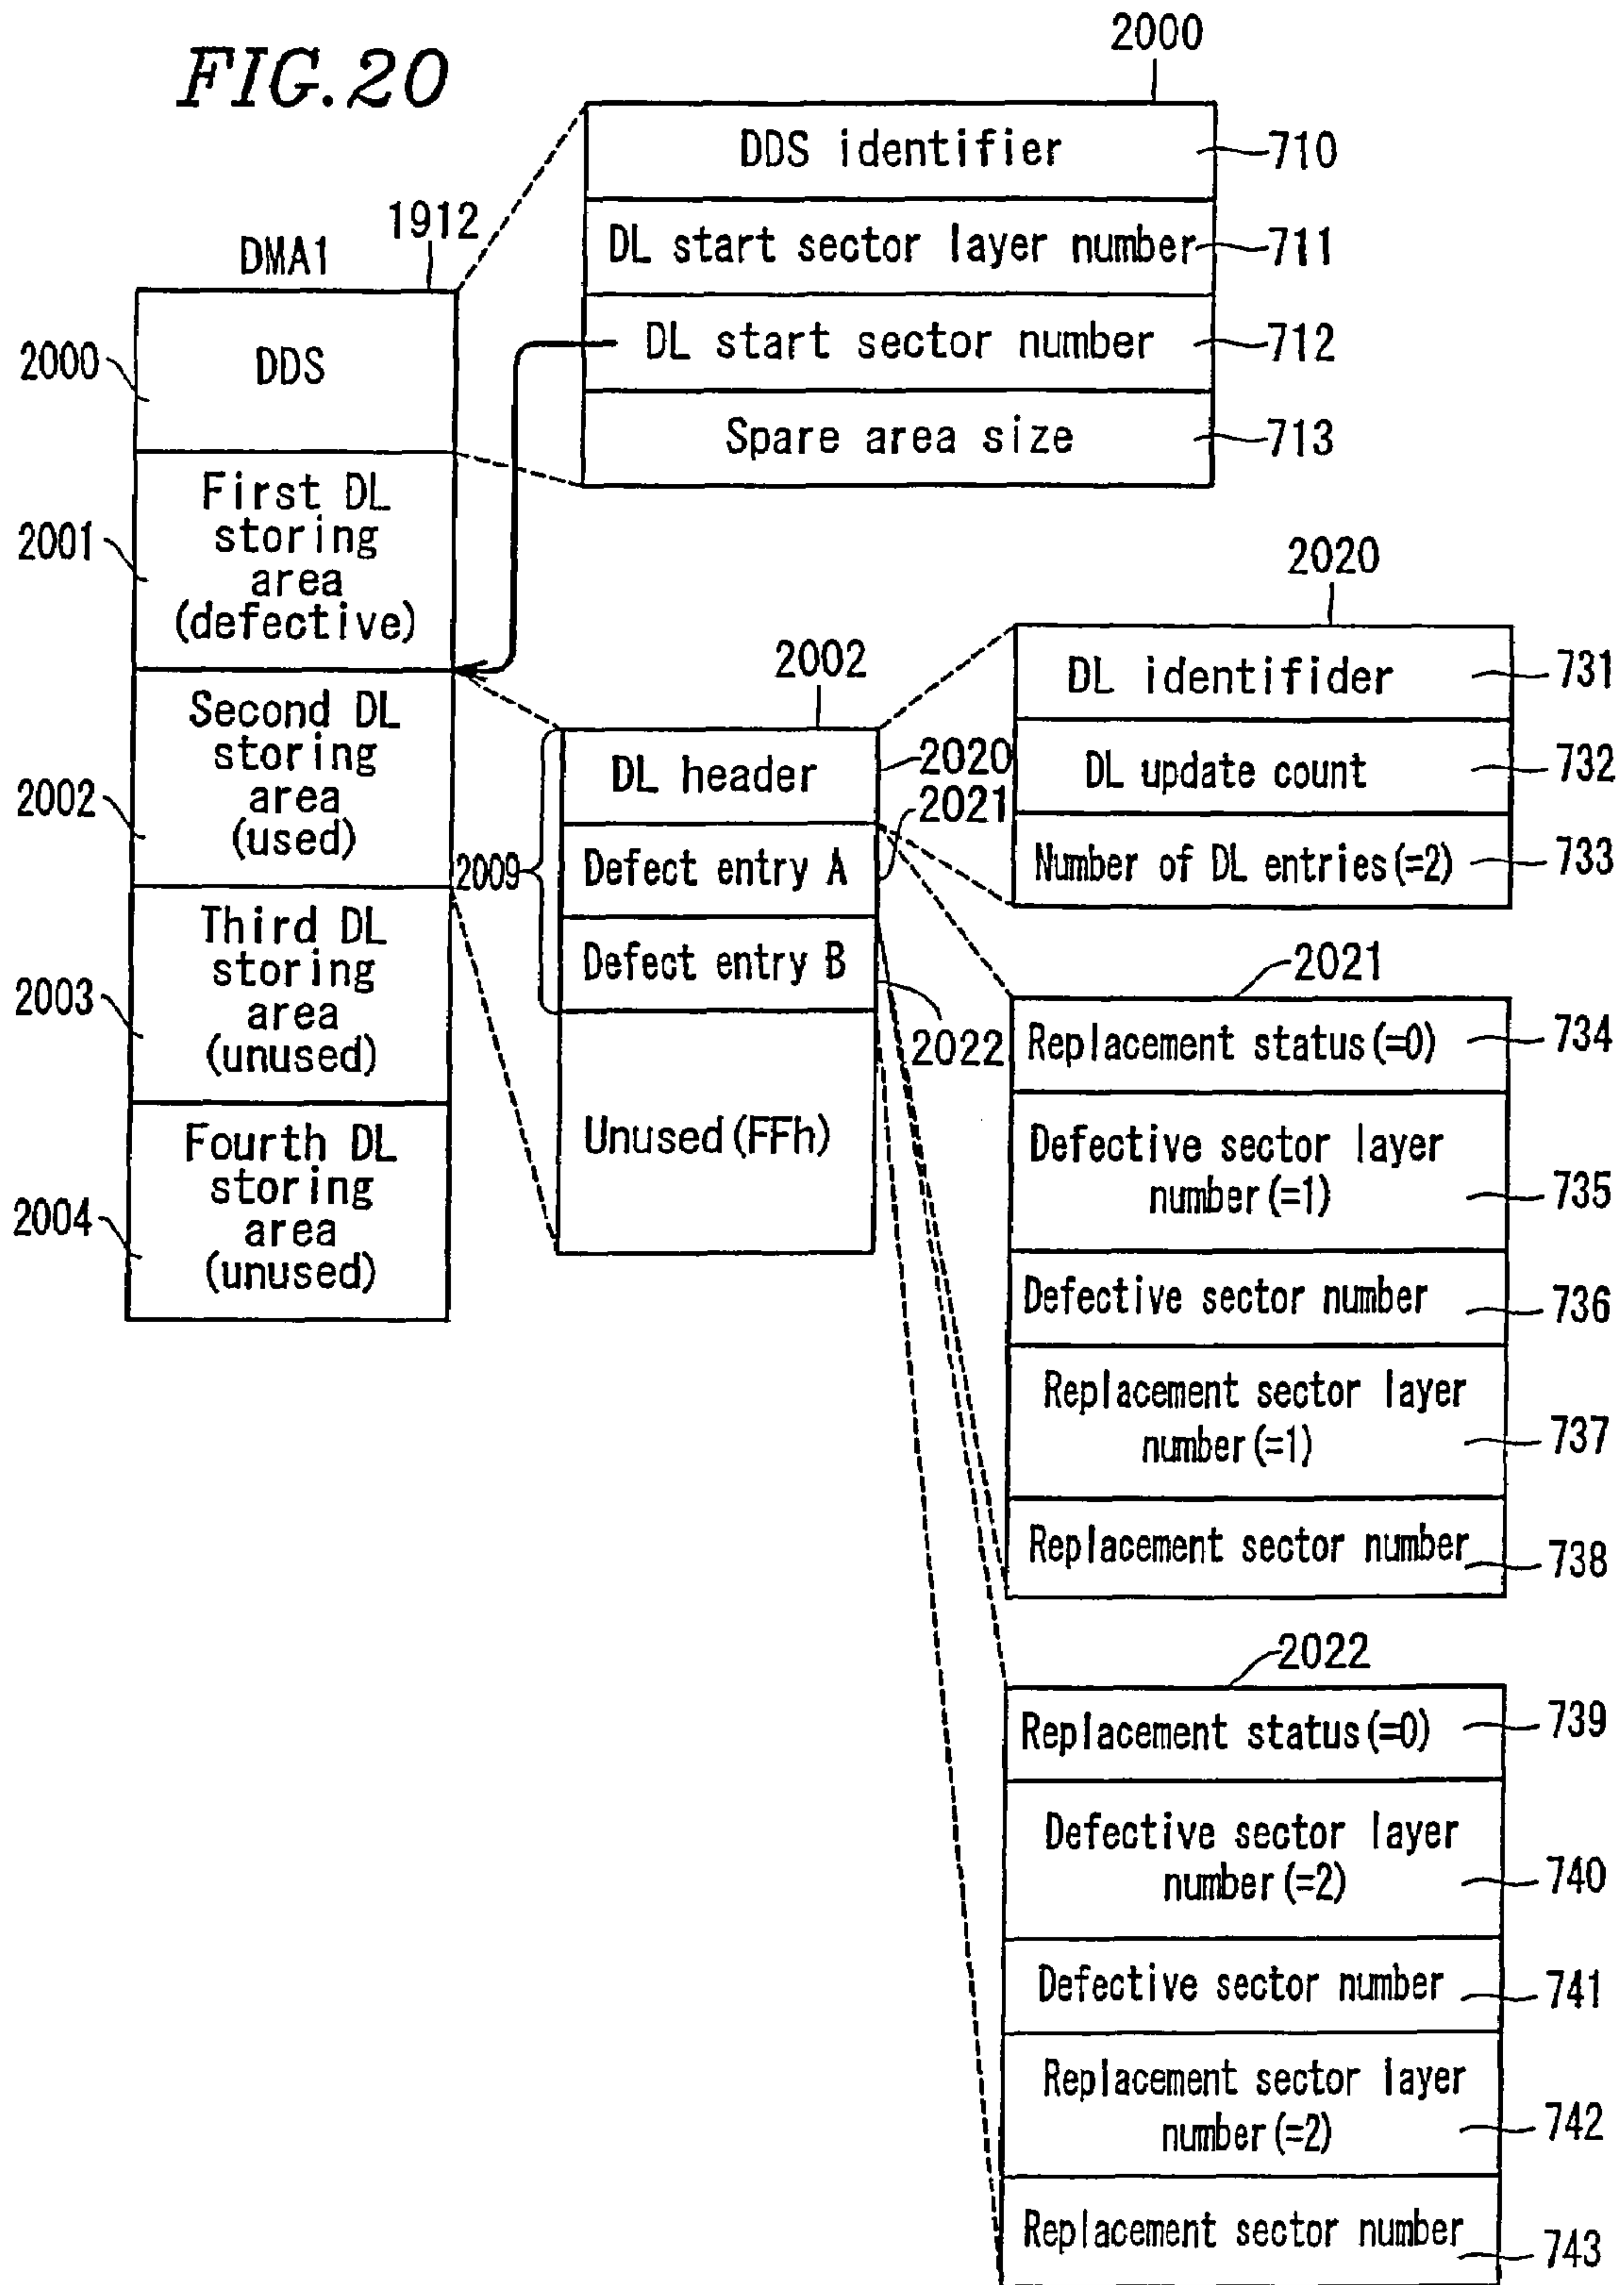 FIG.20
2000
DDS identifier
710
DL start sector layer number
711
DL start sector number
712
Spare area size
713
DMA1
1912
2000
DDS
2001
First DL
storing
area
(defective)
2002
Second DL
storing
area
(used)
2003
Third DL
storing
area
(unused)
2004
Fourth DL
storing
area
(unused)
2002
2009
DL header
2020
Defect entry A
2021
Defect entry B
2022
Unused(FFh)
2020
DL identifider
731
DL update count
732
Number of DL entries(=2)
733
2021
Replacement status(=0)
734
Defective sector layer
number(=1)
735
Defective sector number
736
Replacement sector layer
number(=1)
737
Replacement sector number
738
2022
Replacement status(=0)
739
Defective sector layer
number(=2)
740
Defective sector number
741
Replacement sector layer
number(=2)
742
Replacement sector number
743